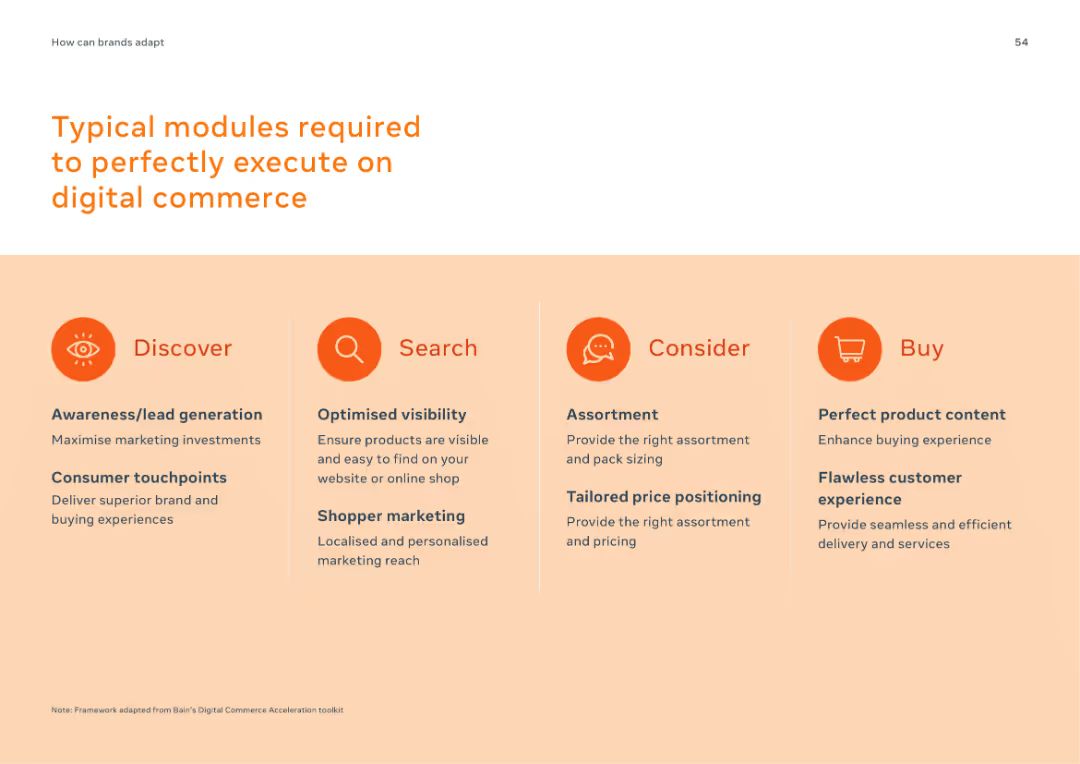 How can brands adapt
54
Typical modules required
to perfectly execute on
digital commerce
Discover
Awareness/lead generation
Maximise marketing investments
Consumer touchpoints
Deliver superior brand and
buying experiences
Search
Optimised visibility
Ensure products are visible
and easy to find on your
website or online shop
Shopper marketing
Localised and personalised
marketing reach
Consider
Assortment
Provide the right assortment
and pack sizing
Tailored price positioning
Provide the right assortment
and pricing
Buy
Perfect product content
Enhance buying experience
Flawless customer
experience
Provide seamless and efficient
delivery and services
Note: Framework adapted from Bain's Digital Commerce Acceleration toolkit